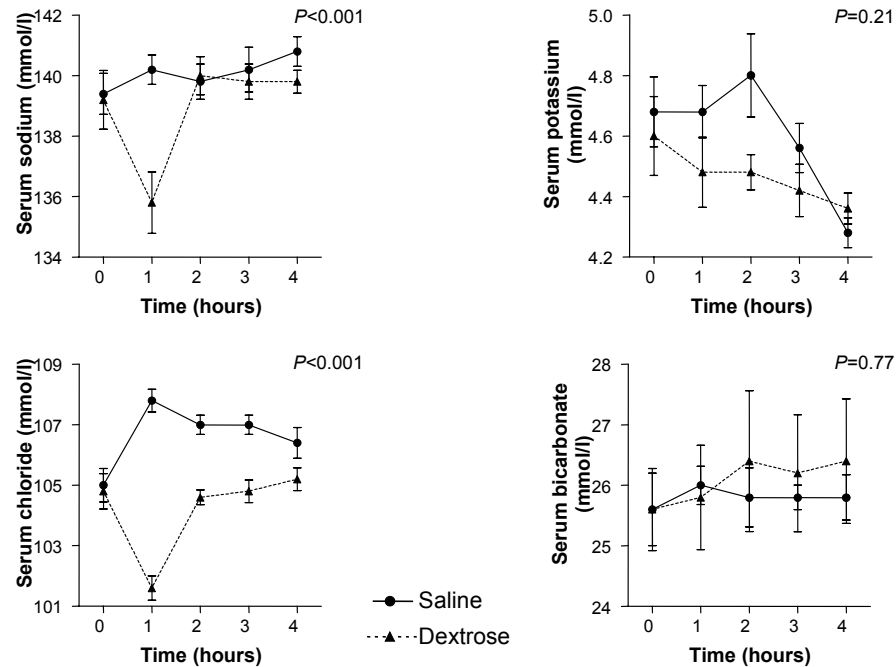 P<0.001
142
140
138
136
134
Serum sodium (mmol/l)
0 1 2 3 4
Time (hours)
P=0.21
5.0
4.8
4.6
4.4
4.2
Serum potassium
(mmol/l)
0 1 2 3 4
Time (hours)
P<0.001
109
107
105
103
101
Serum chloride (mmol/l)
0 1 2 3 4
Time (hours)
P=0.77
28
27
26
25
24
Serum bicarbonate
(mmol/l)
0 1 2 3 4
Time (hours)
Saline
Dextrose